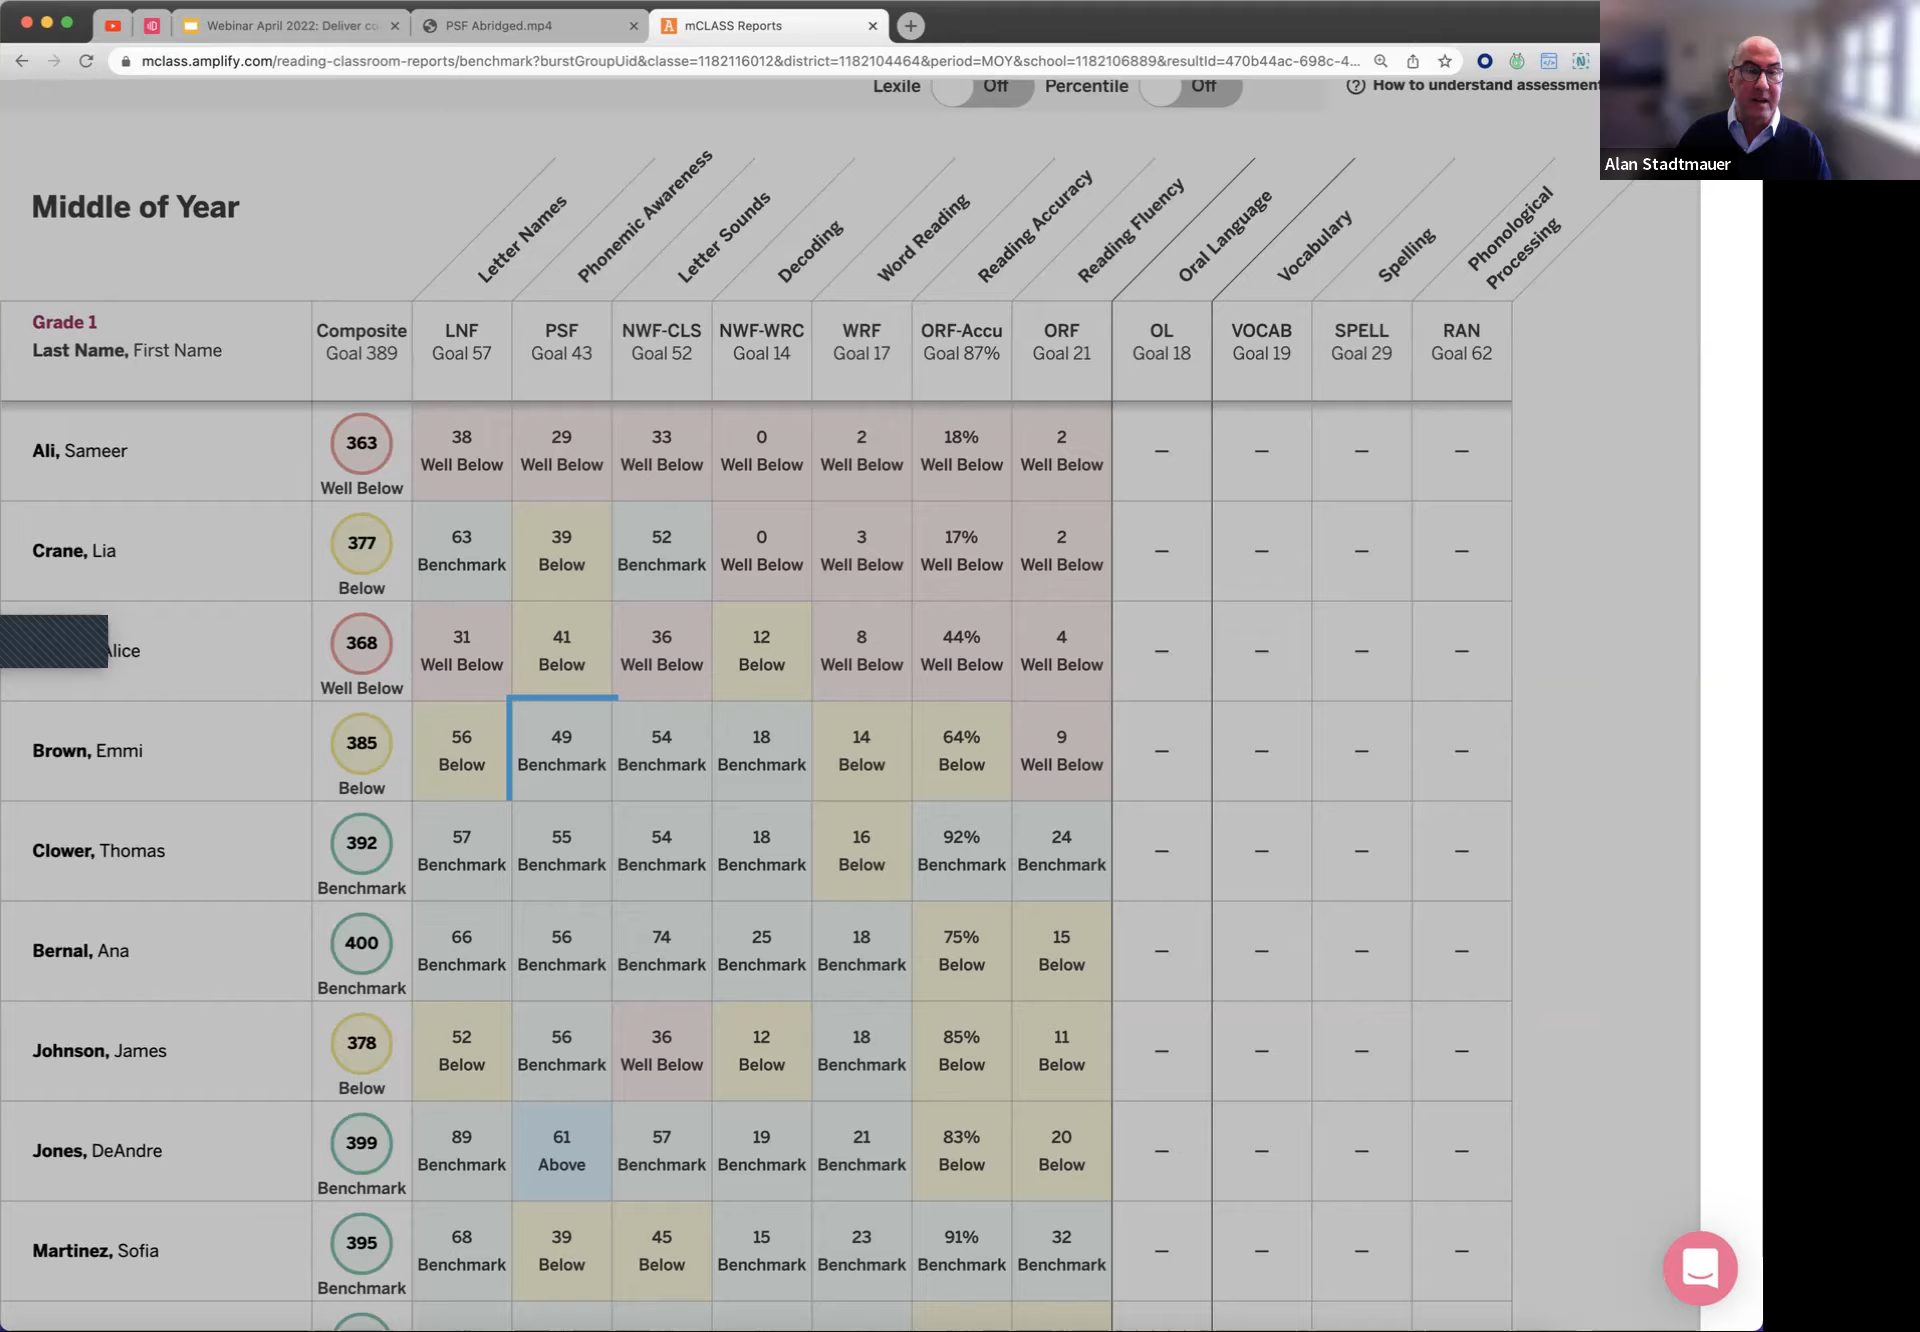 Webinar April 2022: Deliver co
PSF Abridged.mp4
mCLASS Reports
mclass.amplify.com/reading-classroom-reports/benchmark?burstGroupUid&classe=1182116012&district=1182104464&period=MOY&school=1182106889&resultId=470b44ac-698c-4...
Lexile Off Percentile Off How to understand assessment
Alan Stadtmauer
Middle of Year
Letter Names
Phonemic Awareness
Letter Sounds
Decoding
Word Reading
Reading Accuracy
Reading Fluency
Oral Language
Vocabulary
Spelling
Phonological
Processing
Grade 1
Last Name, First Name
Composite LNF PSF NWF-CLS NWF-WRC WRF ORF-Accu ORF OL VOCAB SPELL RAN
Goal 389 Goal 57 Goal 43 Goal 52 Goal 14 Goal 17 Goal 87% Goal 21 Goal 18 Goal 19 Goal 29 Goal 62
Ali, Sameer
363 38 29 33 0 2 18% 2 — — — —
Well Below Well Below Well Below Well Below Well Below Well Below Well Below
Well Below
Crane, Lia
377 63 39 52 0 3 17% 2 — — — —
Benchmark Below Benchmark Well Below Well Below Well Below Well Below
Below
Alice
368 31 41 36 12 8 44% 4 — — — —
Well Below Below Well Below Below Well Below Well Below Well Below
Well Below
Brown, Emmi
385 56 49 54 18 14 64% 9 — — — —
Below Benchmark Benchmark Benchmark Below Below Well Below
Below
Clower, Thomas
392 57 55 54 18 16 92% 24 — — — —
Benchmark Benchmark Benchmark Benchmark Below Benchmark Benchmark
Benchmark
Bernal, Ana
400 66 56 74 25 18 75% 15 — — — —
Benchmark Benchmark Benchmark Benchmark Benchmark Below Below
Benchmark
Johnson, James
378 52 56 36 12 18 85% 11 — — — —
Below Benchmark Well Below Below Benchmark Below Below
Below
Jones, DeAndre
399 89 61 57 19 21 83% 20 — — — —
Benchmark Above Benchmark Benchmark Benchmark Below Below
Benchmark
Martinez, Sofia
395 68 39 45 15 23 91% 32 — — — —
Benchmark Below Below Benchmark Benchmark Benchmark Benchmark
Benchmark